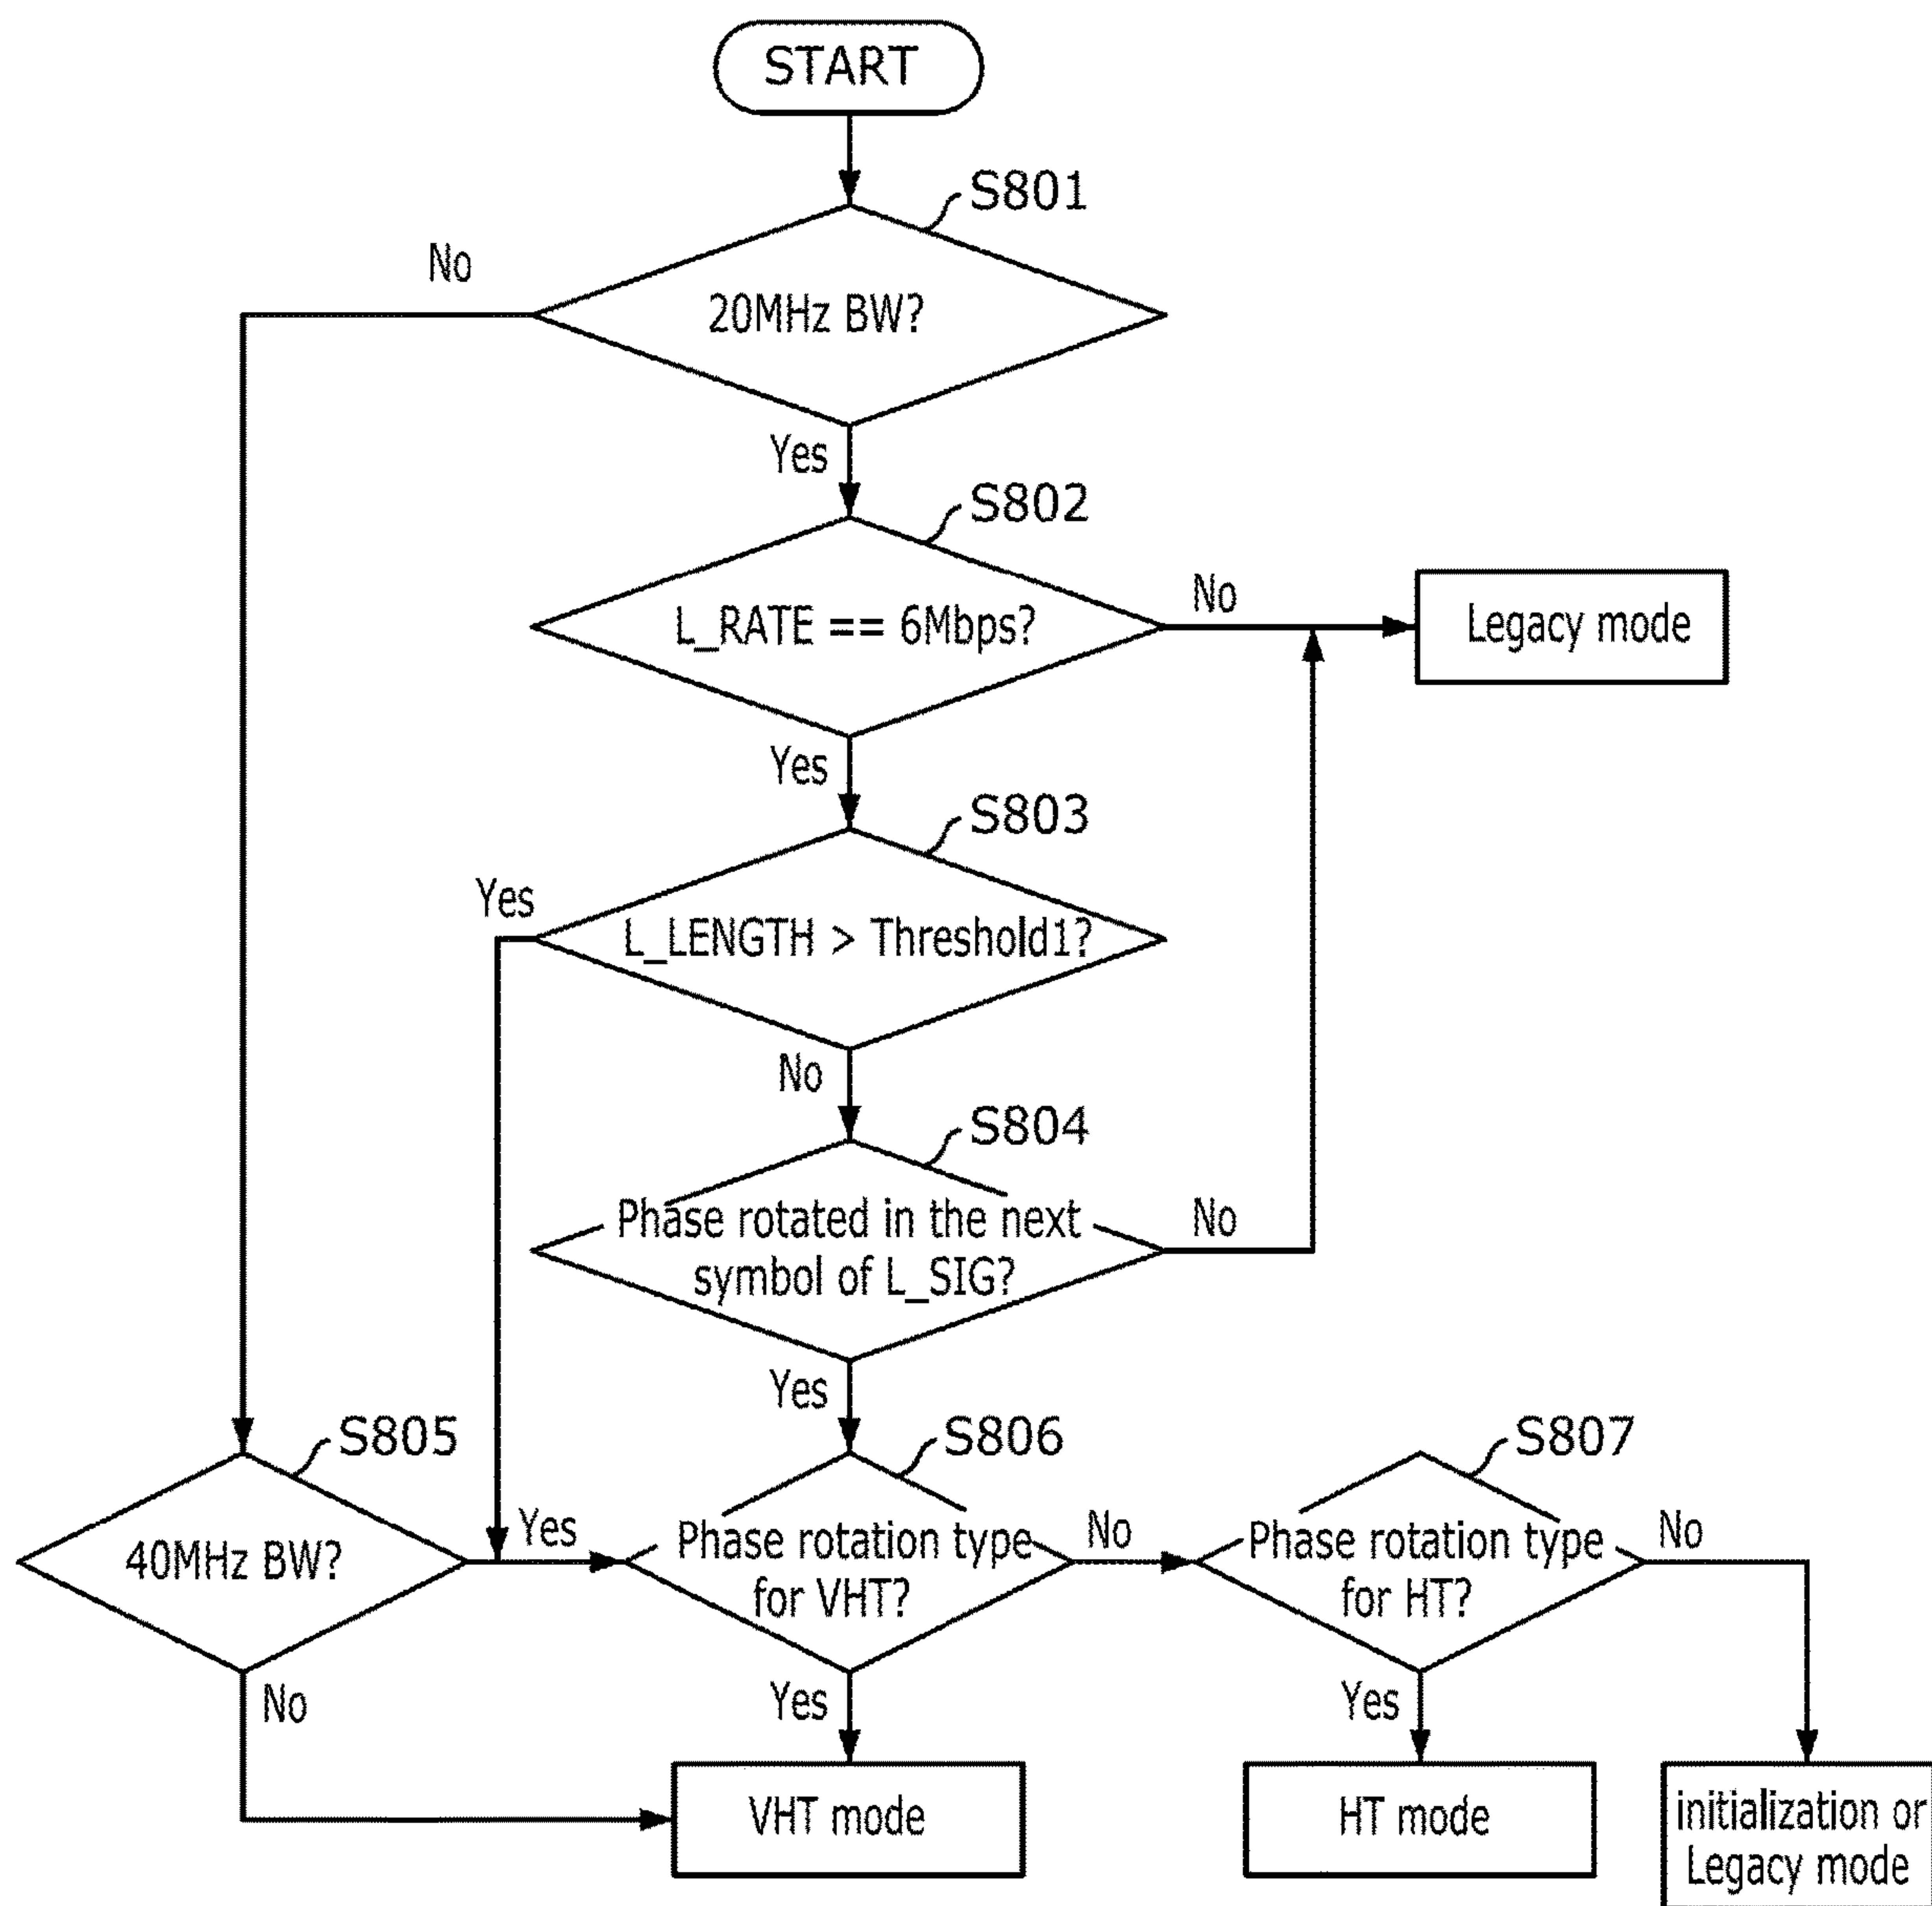 START
S801
No
20MHz BW?
Yes
S802
L_RATE == 6Mbps?
No
Legacy mode
Yes
S803
Yes
L_LENGTH > Threshold1?
No
S804
Phase rotated in the next
symbol of L_SIG?
No
Yes
S805
S806
S807
40MHz BW?
Yes
Phase rotation type
for VHT?
No
Phase rotation type
for HT?
No
No
Yes
Yes
VHT mode
HT mode
initialization or
Legacy mode